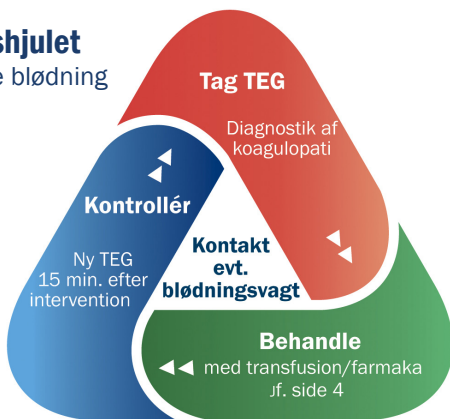 shjulet
e blødning
Tag TEG
Diagnostik af
koagulopati
Kontrollér
Ny TEG
15 min. efter
intervention
Kontakt
evt.
blødningsvagt
Behandle
med transfusion/farmaka
jf. side 4